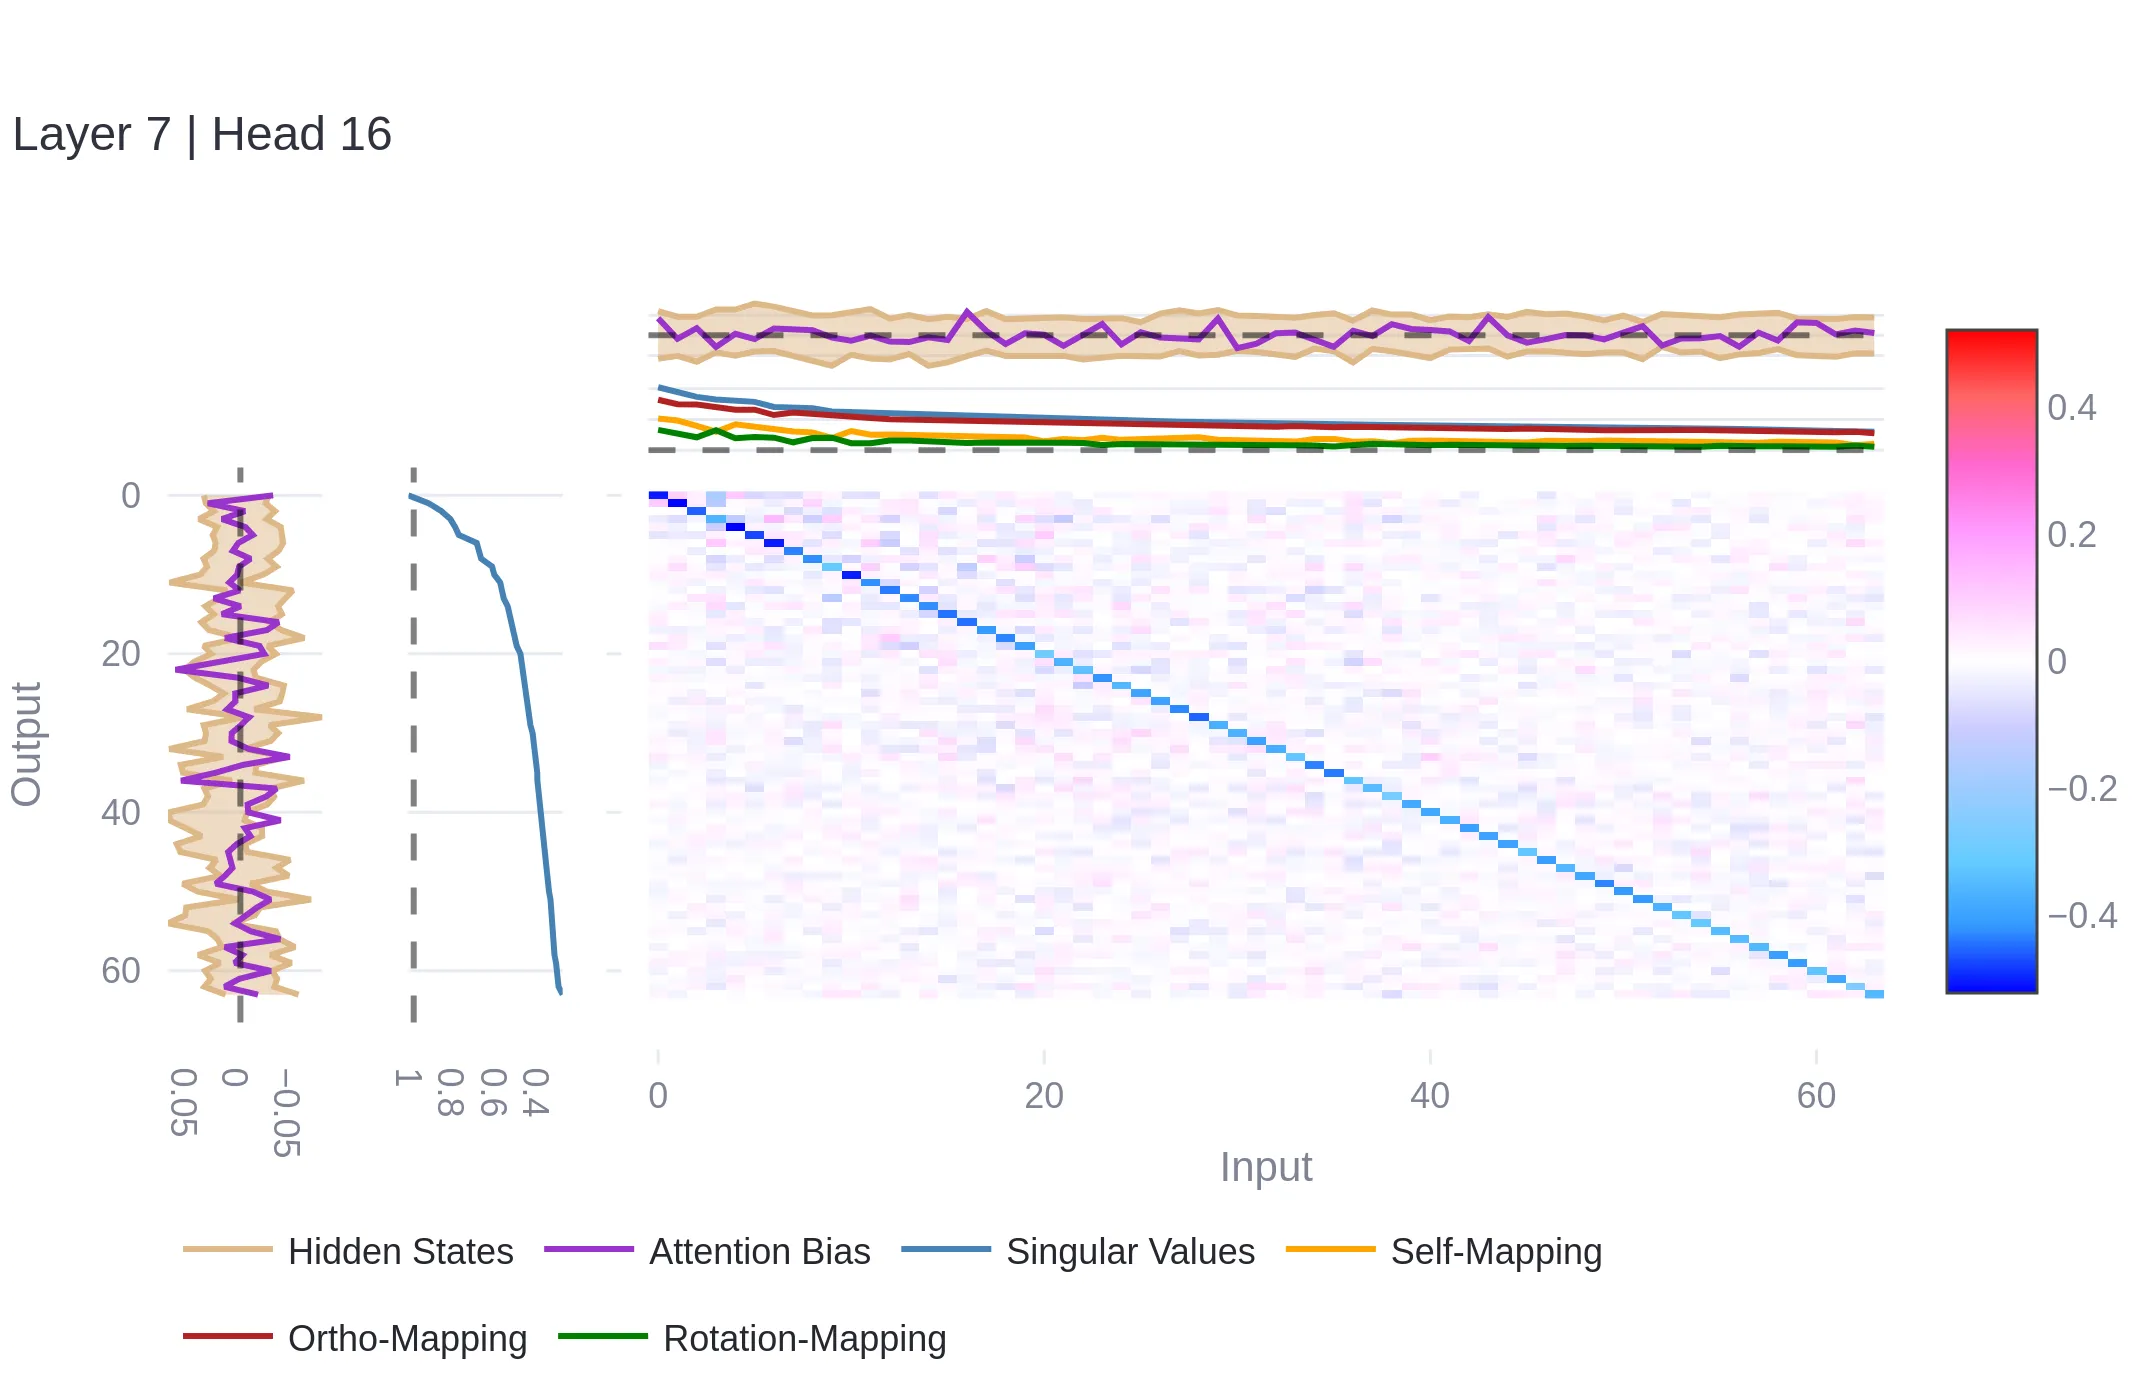 Layer 7 | Head 16
0
20
40
60
Output
0.05
0
−0.05
1
0.8
0.6
0.4
0
20
40
60
Input
0.4
0.2
0
−0.2
−0.4
Hidden States
Attention Bias
Singular Values
Self-Mapping
Ortho-Mapping
Rotation-Mapping